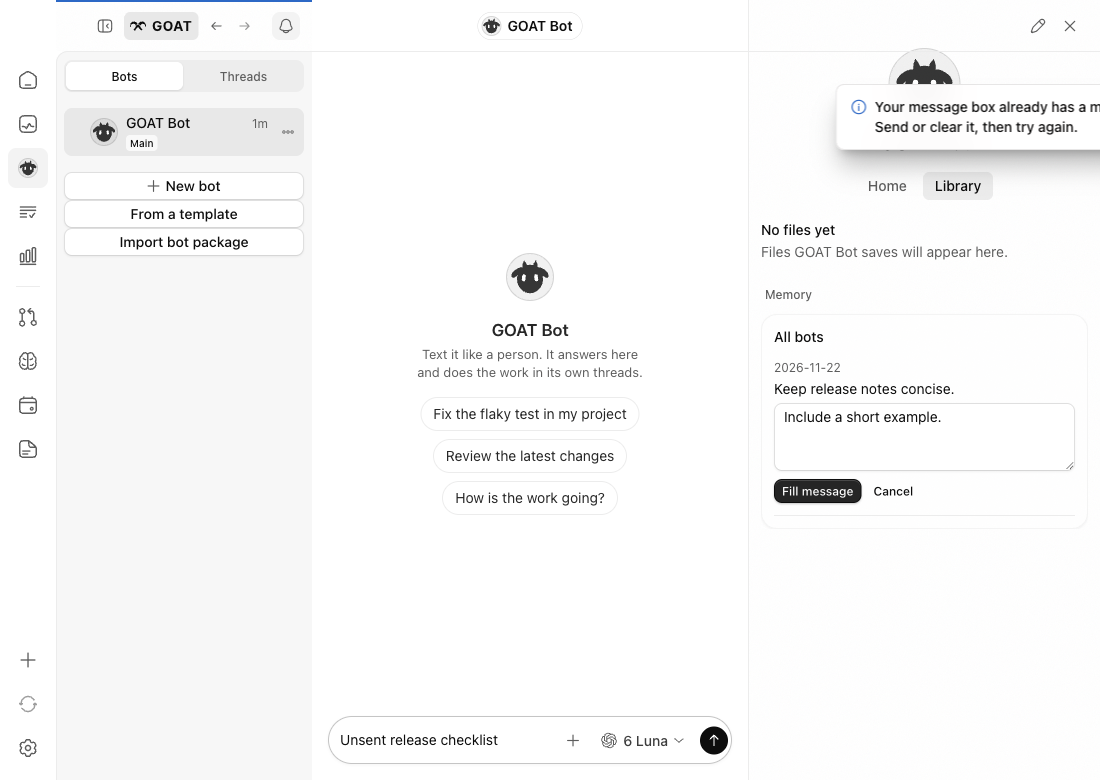 GOAT
GOAT Bot
Bots
Threads
GOAT Bot
1m
Main
New bot
From a template
Import bot package
GOAT Bot
Text it like a person. It answers here
and does the work in its own threads.
Fix the flaky test in my project
Review the latest changes
How is the work going?
Unsent release checklist
6 Luna
Your message box already has a m
Send or clear it, then try again.
Home
Library
No files yet
Files GOAT Bot saves will appear here.
Memory
All bots
2026-11-22
Keep release notes concise.
Include a short example.
Fill message
Cancel